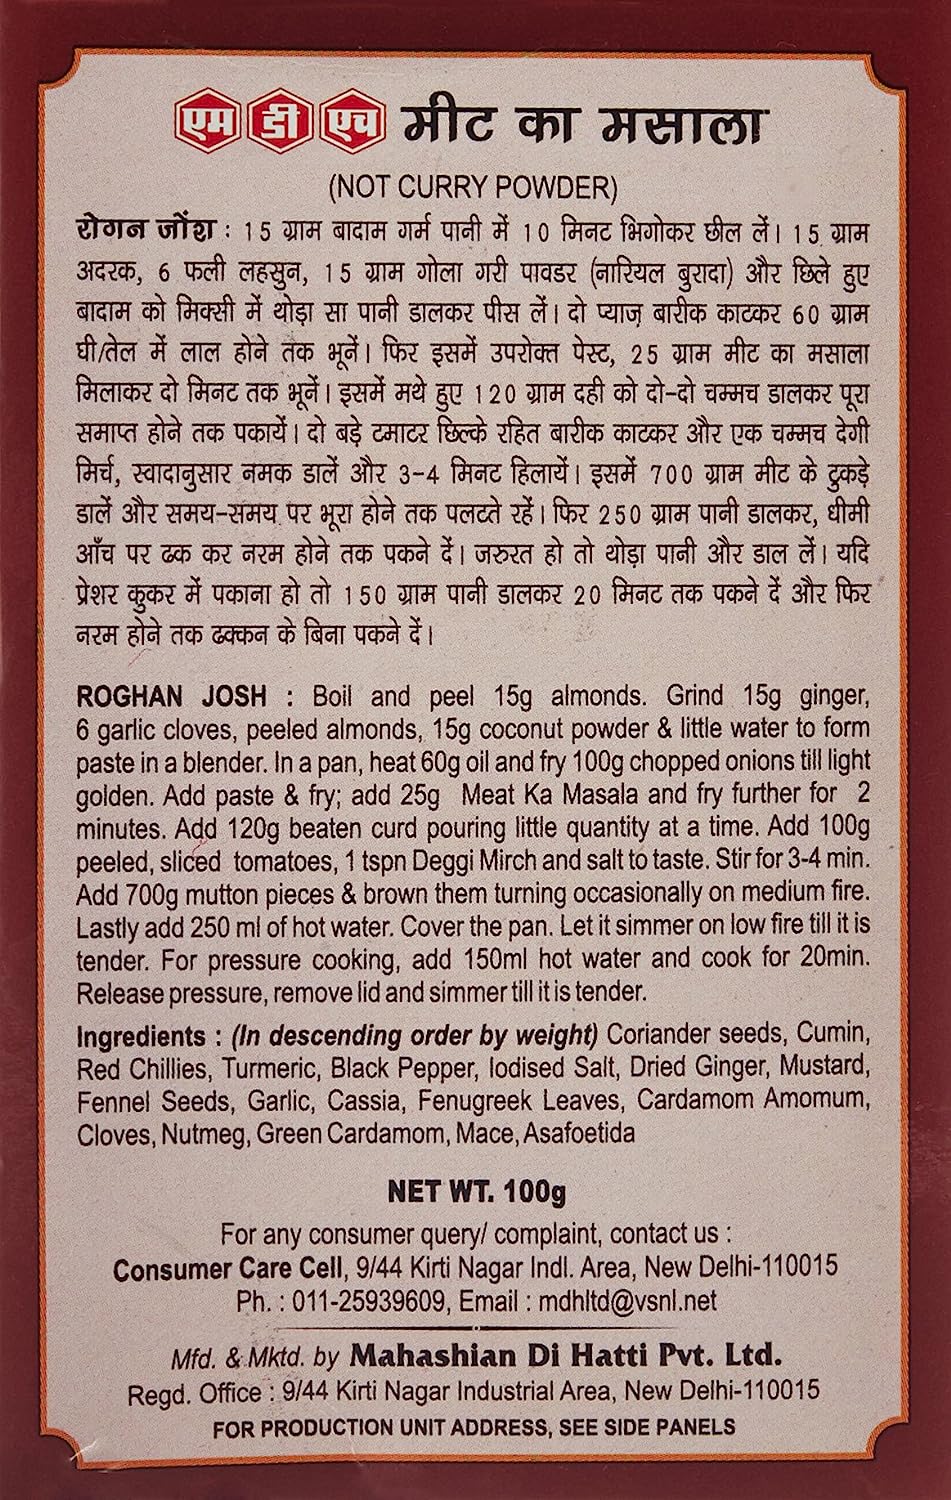 एम डी एच मीट का मसाला
(NOT CURRY POWDER)
रोगन जोंश : 15 ग्राम बादाम गर्म पानी में 10 मिनट भिगोकर छील लें। 15 ग्राम
अदरक, 6 फली लहसुन, 15 ग्राम गोला गरी पावडर (नारियल बुरादा) और छिले हुए
बादाम को मिक्सी में थोड़ा सा पानी डालकर पीस लें। दो प्याज़ बारीक काटकर 60 ग्राम
घी/तेल में लाल होने तक भूनें। फिर इसमें उपरोक्त पेस्ट, 25 ग्राम मीट का मसाला
मिलाकर दो मिनट तक भूनें। इसमें मथे हुए 120 ग्राम दही को दो-दो चम्मच डालकर पूरा
समाप्त होने तक पकायें। दो बड़े टमाटर छिल्के रहित बारीक काटकर और एक चम्मच देगी
मिर्च, स्वादानुसार नमक डालें और 3-4 मिनट हिलायें। इसमें 700 ग्राम मीट के टुकड़े
डालें और समय-समय पर भूरा होने तक पलटते रहें। फिर 250 ग्राम पानी डालकर, धीमी
आँच पर ढक कर नरम होने तक पकने दें। जरुरत हो तो थोड़ा पानी और डाल लें। यदि
प्रेशर कुकर में पकाना हो तो 150 ग्राम पानी डालकर 20 मिनट तक पकने दें और फिर
नरम होने तक ढक्कन के बिना पकने दें।
ROGHAN JOSH : Boil and peel 15g almonds. Grind 15g ginger,
6 garlic cloves, peeled almonds, 15g coconut powder & little water to form
paste in a blender. In a pan, heat 60g oil and fry 100g chopped onions till light
golden. Add paste & fry; add 25g Meat Ka Masala and fry further for 2
minutes. Add 120g beaten curd pouring little quantity at a time. Add 100g
peeled, sliced tomatoes, 1 tspn Deggi Mirch and salt to taste. Stir for 3-4 min.
Add 700g mutton pieces & brown them turning occasionally on medium fire.
Lastly add 250 ml of hot water. Cover the pan. Let it simmer on low fire till it is
tender. For pressure cooking, add 150ml hot water and cook for 20min.
Release pressure, remove lid and simmer till it is tender.
Ingredients : (In descending order by weight) Coriander seeds, Cumin,
Red Chillies, Turmeric, Black Pepper, Iodised Salt, Dried Ginger, Mustard,
Fennel Seeds, Garlic, Cassia, Fenugreek Leaves, Cardamom Amomum,
Cloves, Nutmeg, Green Cardamom, Mace, Asafoetida
NET WT. 100g
For any consumer query/ complaint, contact us :
Consumer Care Cell, 9/44 Kirti Nagar Indl. Area, New Delhi-110015
Ph. : 011-25939609, Email : mdhltd@vsnl.net
Mfd. & Mktd. by Mahashian Di Hatti Pvt. Ltd.
Regd. Office : 9/44 Kirti Nagar Industrial Area, New Delhi-110015
FOR PRODUCTION UNIT ADDRESS, SEE SIDE PANELS